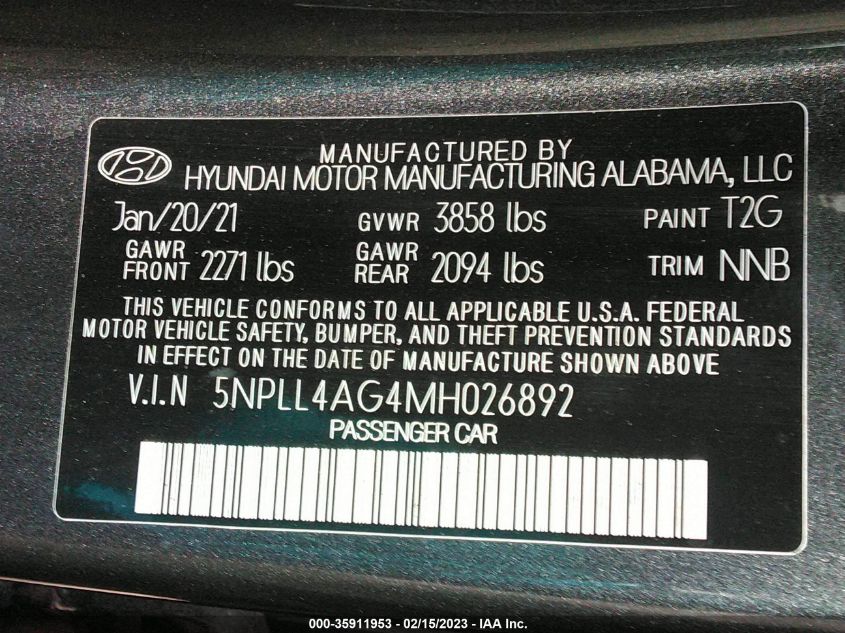 MANUFACTURED BY
HYUNDAI MOTOR MANUFACTURING ALABAMA, LLC
Jan/20/21 GVWR 3858 lbs PAINT T2G
GAWR FRONT 2271 lbs GAWR REAR 2094 lbs TRIM NNB
THIS VEHICLE CONFORMS TO ALL APPLICABLE U.S.A. FEDERAL
MOTOR VEHICLE SAFETY, BUMPER, AND THEFT PREVENTION STANDARDS
IN EFFECT ON THE DATE OF MANUFACTURE SHOWN ABOVE
V.I.N 5NPLL4AG4MH026892
PASSENGER CAR
000-35911953 - 02/15/2023 - IAA Inc.